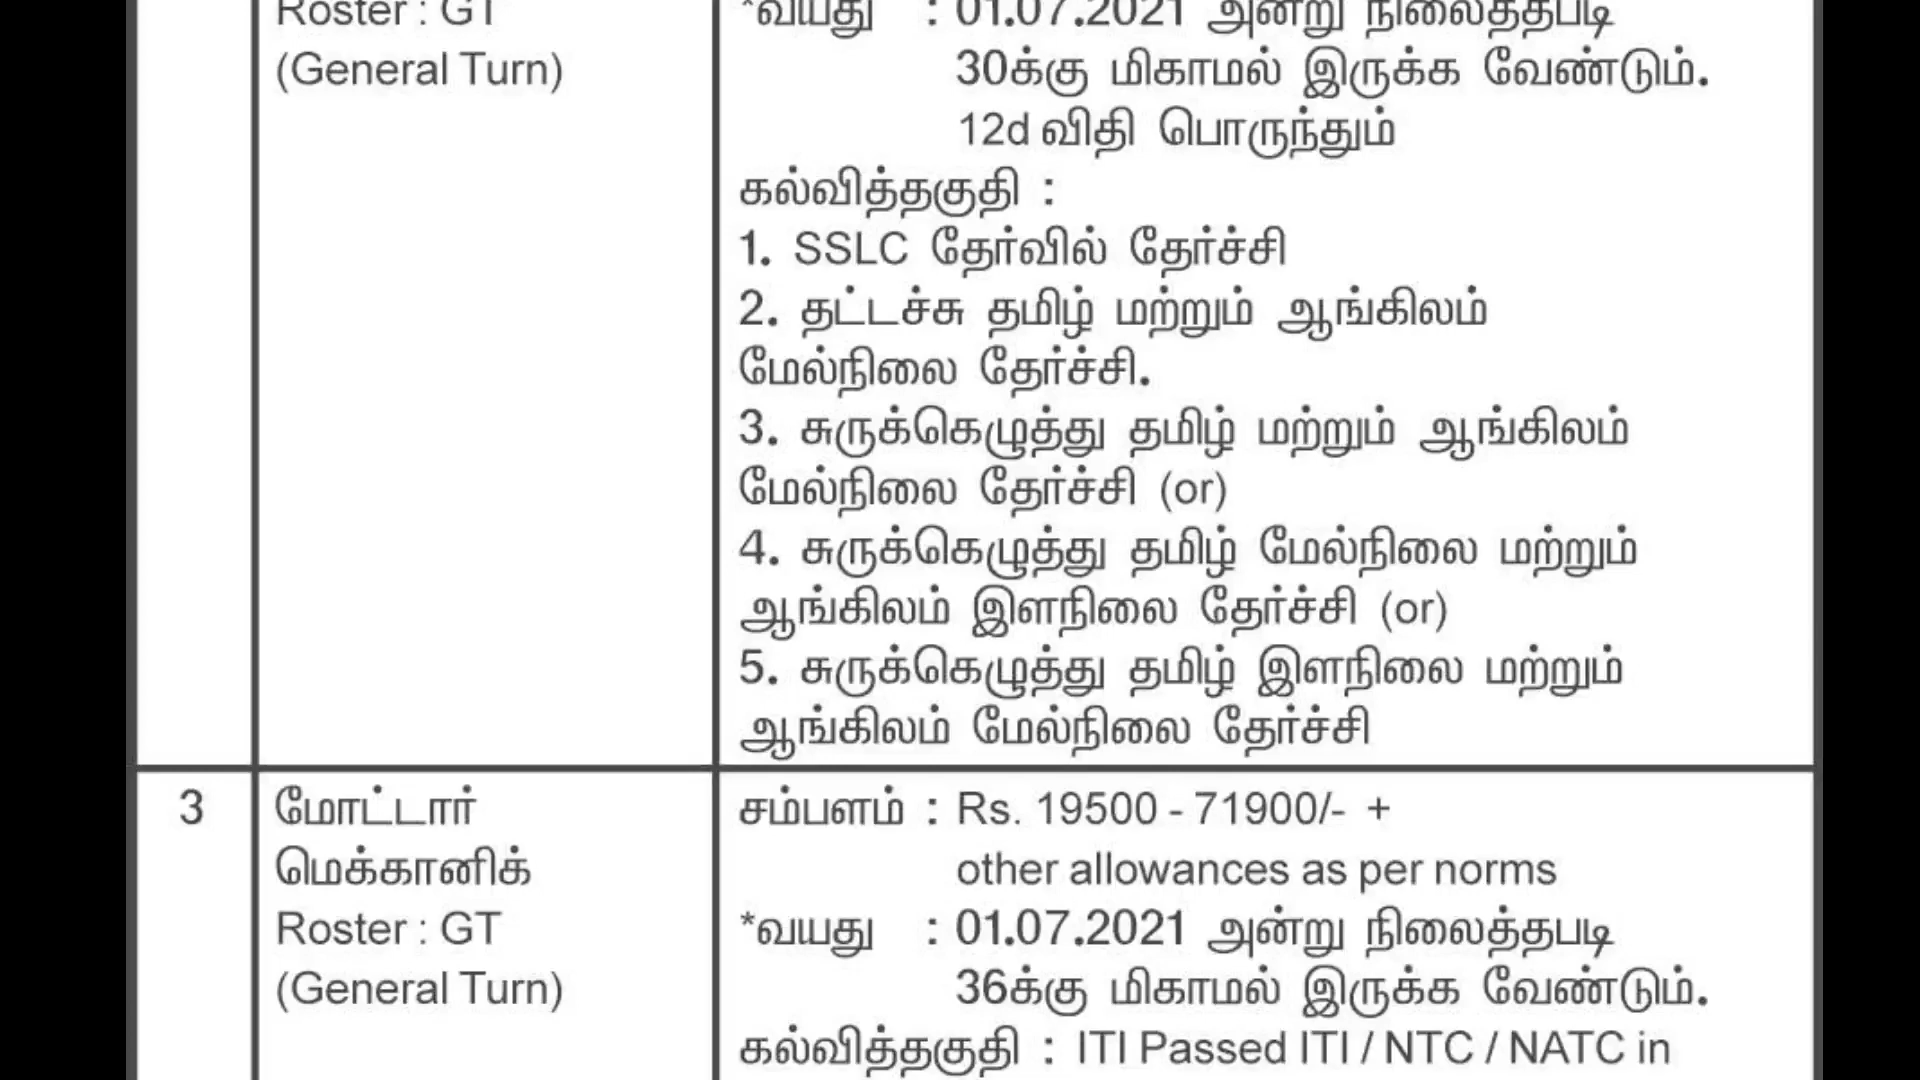 Roster : GT
(General Turn)
*வயது : 01.07.2021 அன்று நிலைத்தபடி
30க்கு மிகாமல் இருக்க வேண்டும்.
12d விதி பொருந்தும்
கல்வித்தகுதி :
1. SSLC தேர்வில் தேர்ச்சி
2. தட்டச்சு தமிழ் மற்றும் ஆங்கிலம்
மேல்நிலை தேர்ச்சி.
3. சுருக்கெழுத்து தமிழ் மற்றும் ஆங்கிலம்
மேல்நிலை தேர்ச்சி (or)
4. சுருக்கெழுத்து தமிழ் மேல்நிலை மற்றும்
ஆங்கிலம் இளநிலை தேர்ச்சி (or)
5. சுருக்கெழுத்து தமிழ் இளநிலை மற்றும்
ஆங்கிலம் மேல்நிலை தேர்ச்சி
3
மோட்டார்
மெக்கானிக்
Roster : GT
(General Turn)
சம்பளம் : Rs. 19500 - 71900/- +
other allowances as per norms
*வயது : 01.07.2021 அன்று நிலைத்தபடி
36க்கு மிகாமல் இருக்க வேண்டும்.
கல்வித்தகுதி : ITI Passed ITI / NTC / NATC in